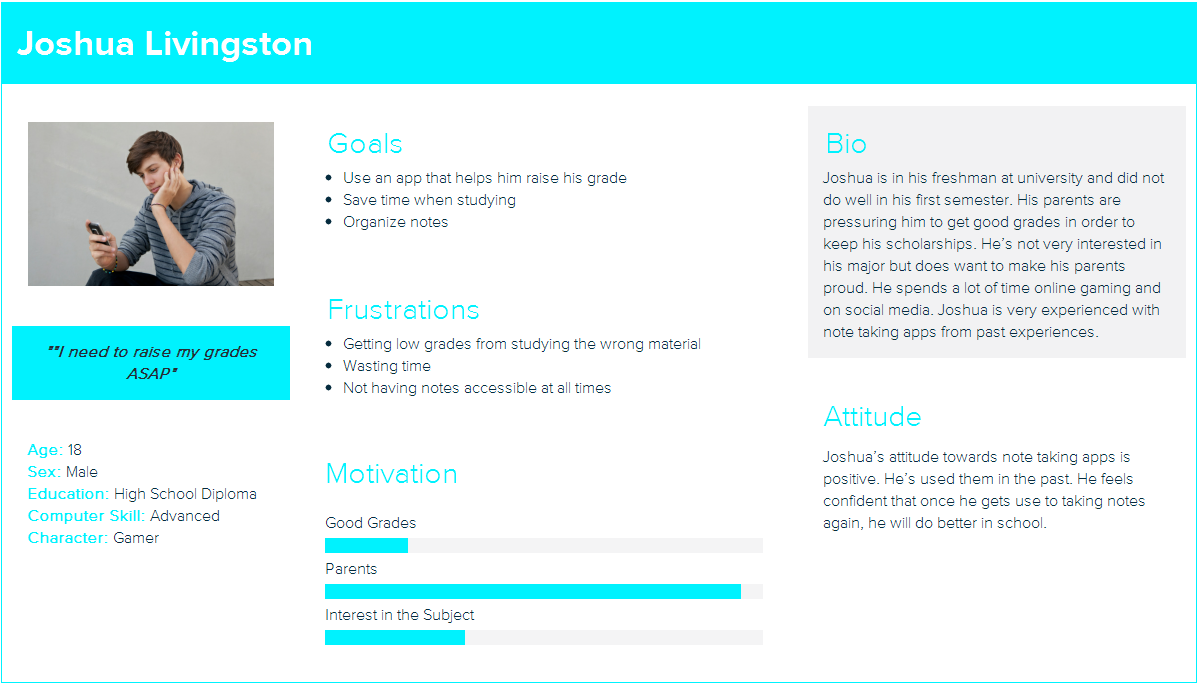 Joshua Livingston
""I need to raise my grades
ASAP"
Age: 18
Sex: Male
Education: High School Diploma
Computer Skill: Advanced
Character: Gamer
Goals
Use an app that helps him raise his grade
Save time when studying
Organize notes
Frustrations
Getting low grades from studying the wrong material
Wasting time
Not having notes accessible at all times
Motivation
Good Grades
Parents
Interest in the Subject
Bio
Joshua is in his freshman at university and did not
do well in his first semester. His parents are
pressuring him to get good grades in order to
keep his scholarships. He’s not very interested in
his major but does want to make his parents
proud. He spends a lot of time online gaming and
on social media. Joshua is very experienced with
note taking apps from past experiences.
Attitude
Joshua’s attitude towards note taking apps is
positive. He’s used them in the past. He feels
confident that once he gets use to taking notes
again, he will do better in school.